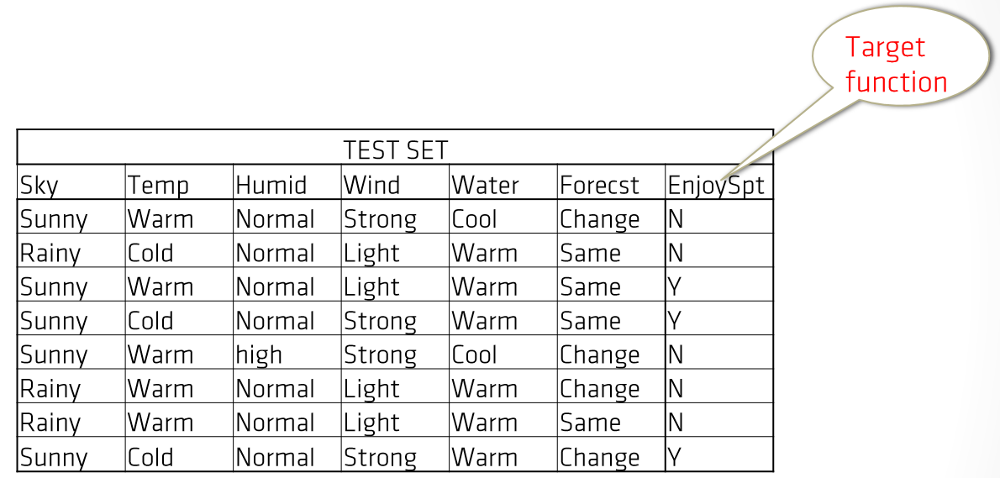 Target
function
TEST SET
Sky Temp Humid Wind Water Forecst EnjoySpt
Sunny Warm Normal Strong Cool Change N
Rainy Cold Normal Light Warm Same N
Sunny Warm Normal Light Warm Same Y
Sunny Cold Normal Strong Warm Same Y
Sunny Warm high Strong Cool Change N
Rainy Warm Normal Light Warm Change N
Rainy Warm Normal Light Warm Same N
Sunny Cold Normal Strong Warm Change Y